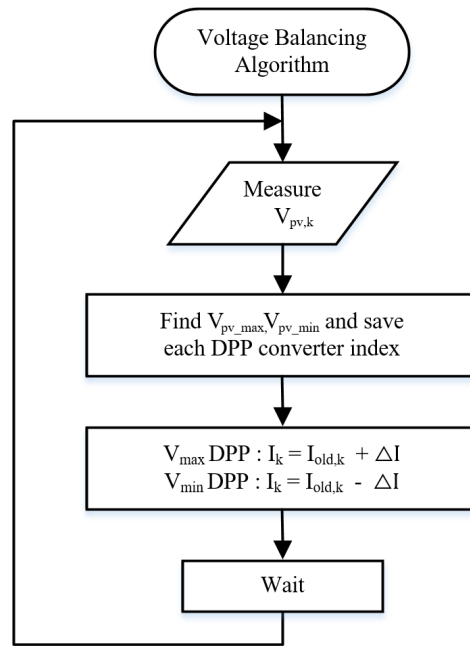 Voltage Balancing
Algorithm
Measure
V_pv,k
Find V_pv_max,V_pv_min and save
each DPP converter index
V_max DPP : I_k = I_old,k + △I
V_min DPP : I_k = I_old,k - △I
Wait